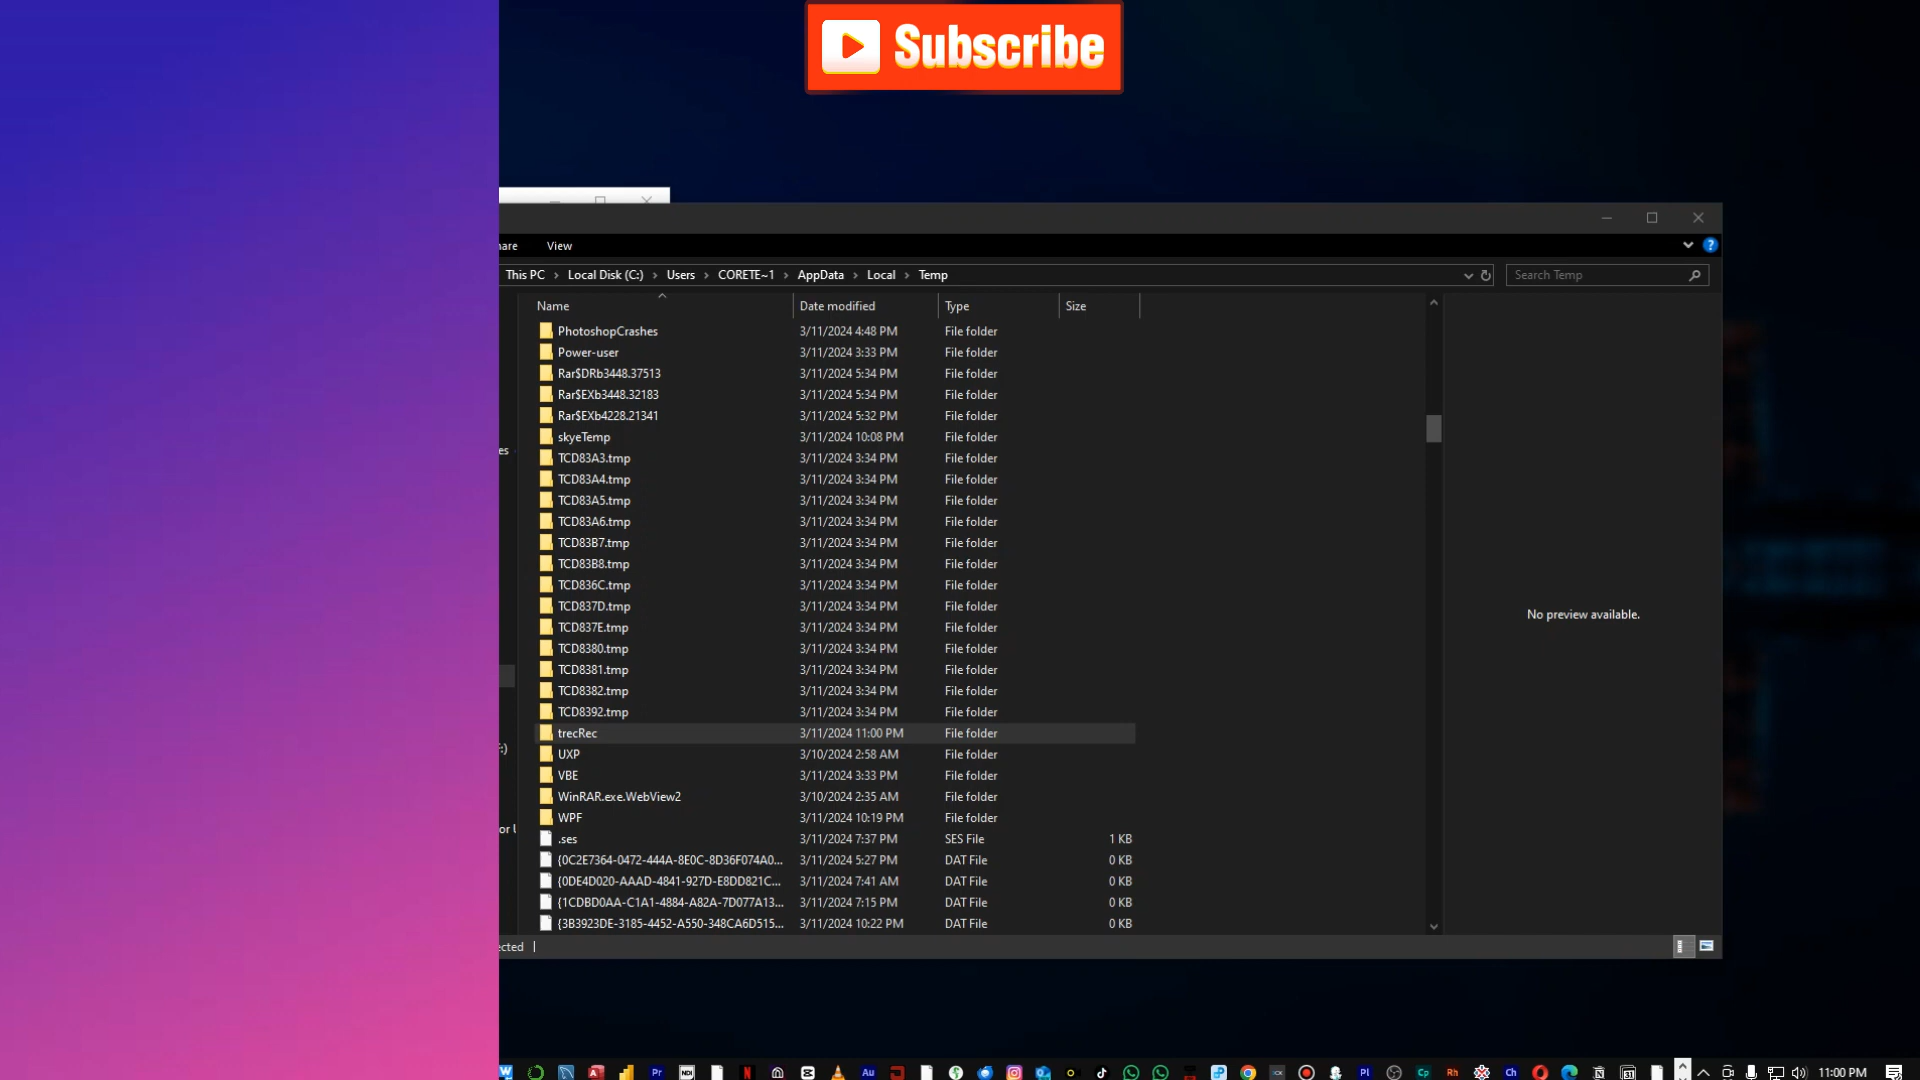 Subscribe
hare View
This PC Local Disk (C:) Users CORETE~1 AppData Local Temp Search Temp
Name Date modified Type Size
PhotoshopCrashes 3/11/2024 4:48 PM File folder
Power-user 3/11/2024 3:33 PM File folder
Rar$DRb3448.37513 3/11/2024 5:34 PM File folder
Rar$EXb3448.32183 3/11/2024 5:34 PM File folder
Rar$EXb4228.21341 3/11/2024 5:32 PM File folder
skyeTemp 3/11/2024 10:08 PM File folder
es
TCD83A3.tmp 3/11/2024 3:34 PM File folder
TCD83A4.tmp 3/11/2024 3:34 PM File folder
TCD83A5.tmp 3/11/2024 3:34 PM File folder
TCD83A6.tmp 3/11/2024 3:34 PM File folder
TCD83B7.tmp 3/11/2024 3:34 PM File folder
TCD83B8.tmp 3/11/2024 3:34 PM File folder
TCD836C.tmp 3/11/2024 3:34 PM File folder
TCD837D.tmp 3/11/2024 3:34 PM File folder
No preview available.
TCD837E.tmp 3/11/2024 3:34 PM File folder
TCD8380.tmp 3/11/2024 3:34 PM File folder
TCD8381.tmp 3/11/2024 3:34 PM File folder
TCD8382.tmp 3/11/2024 3:34 PM File folder
TCD8392.tmp 3/11/2024 3:34 PM File folder
trecRec 3/11/2024 11:00 PM File folder
:)
UXP 3/10/2024 2:58 AM File folder
VBE 3/11/2024 3:33 PM File folder
WinRAR.exe.WebView2 3/10/2024 2:35 AM File folder
WPF 3/11/2024 10:19 PM File folder
or U
.ses 3/11/2024 7:37 PM SES File 1 KB
{0C2E7364-0472-444A-8E0C-8D36F074A0... 3/11/2024 5:27 PM DAT File 0 KB
{0DE4D020-AAAD-4841-927D-E8DD821C... 3/11/2024 7:41 AM DAT File 0 KB
{1CDBD0AA-C1A1-4884-A82A-7D077A13... 3/11/2024 7:15 PM DAT File 0 KB
{3B3923DE-3185-4452-A550-348CA6D515... 3/11/2024 10:22 PM DAT File 0 KB
ected
Pr NDI Au Pl Cp Rh Ch 11:00 PM